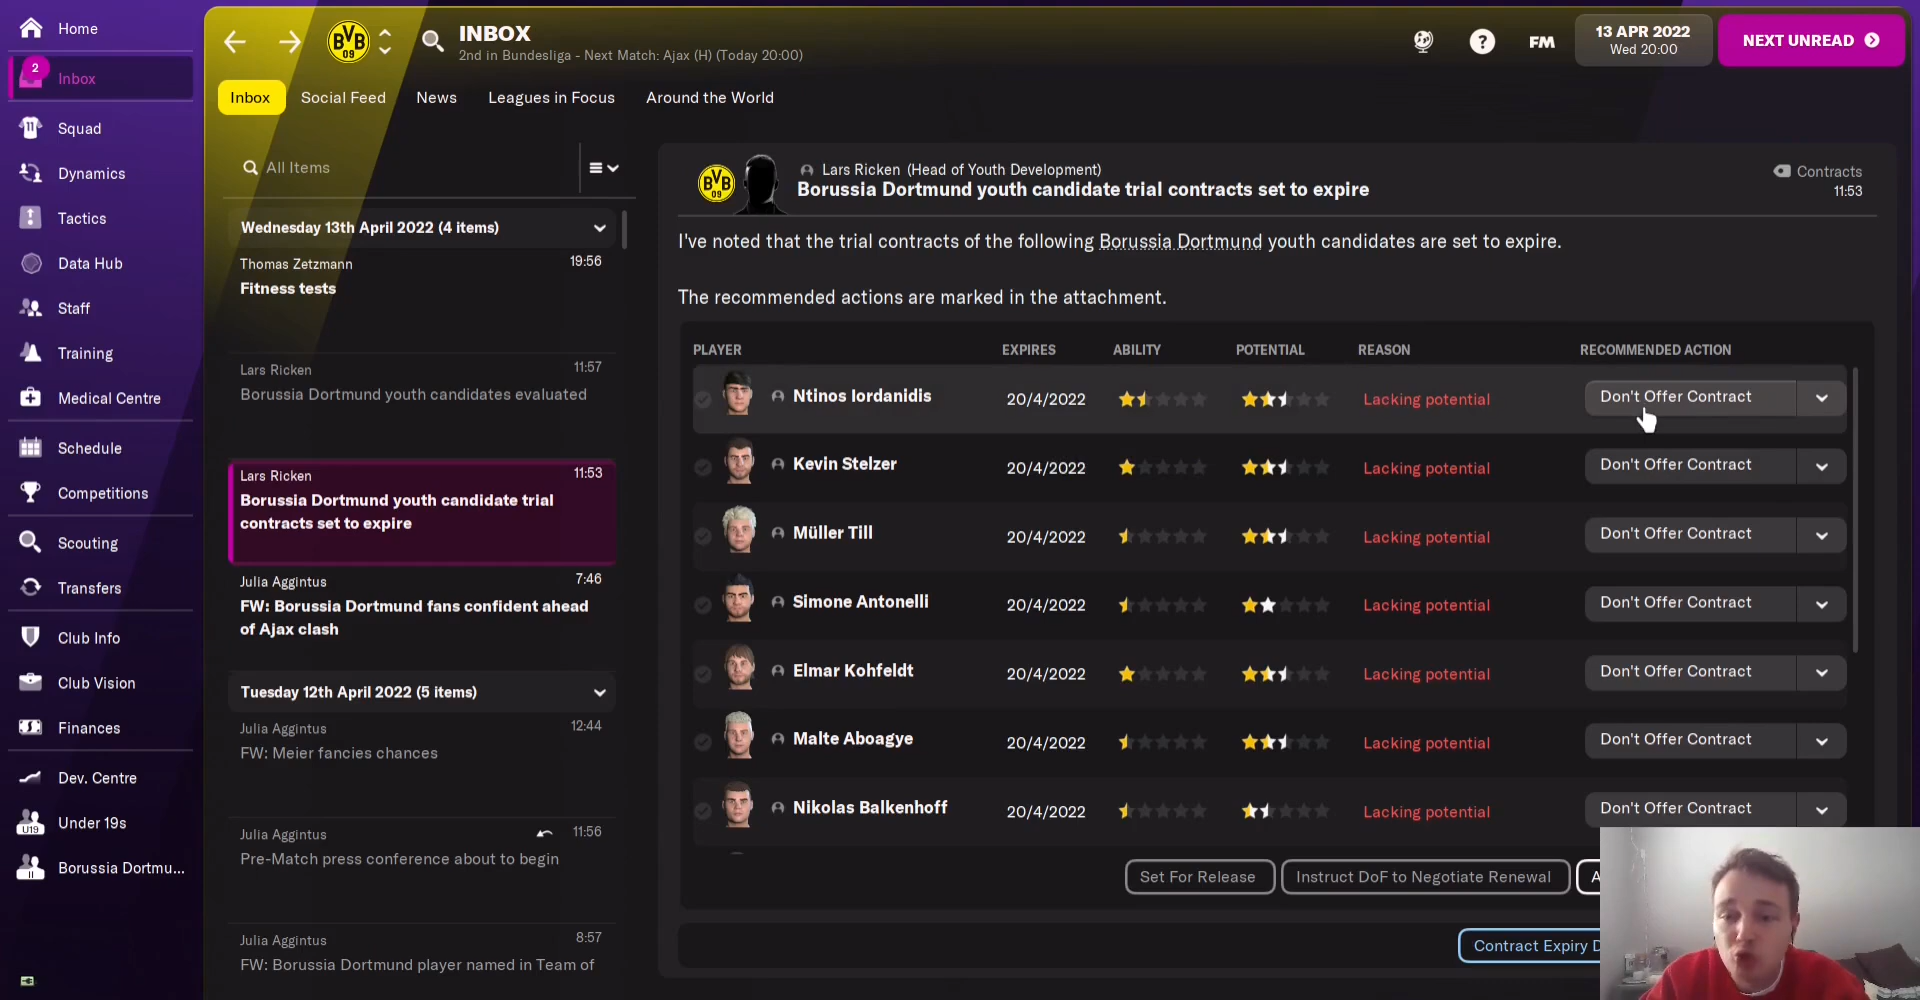 Home
2
Inbox
Squad
Dynamics
Tactics
Data Hub
Staff
Training
Medical Centre
Schedule
Competitions
Scouting
Transfers
Club Info
Club Vision
Finances
Dev. Centre
U19
Under 19s
II
Borussia Dortmu...
BVB
09
INBOX
2nd in Bundesliga - Next Match: Ajax (H) (Today 20:00)
?
FM
13 APR 2022
Wed 20:00
NEXT UNREAD
Inbox
Social Feed
News
Leagues in Focus
Around the World
All Items
Wednesday 13th April 2022 (4 items)
Thomas Zetzmann 19:56
Fitness tests
Lars Ricken 11:57
Borussia Dortmund youth candidates evaluated
Lars Ricken 11:53
Borussia Dortmund youth candidate trial
contracts set to expire
Julia Aggintus 7:46
FW: Borussia Dortmund fans confident ahead
of Ajax clash
Tuesday 12th April 2022 (5 items)
Julia Aggintus 12:44
FW: Meier fancies chances
Julia Aggintus 11:56
Pre-Match press conference about to begin
Julia Aggintus 8:57
FW: Borussia Dortmund player named in Team of
BVB
09
Lars Ricken (Head of Youth Development)
Borussia Dortmund youth candidate trial contracts set to expire
Contracts
11:53
I've noted that the trial contracts of the following Borussia Dortmund youth candidates are set to expire.
The recommended actions are marked in the attachment.
PLAYER EXPIRES ABILITY POTENTIAL REASON RECOMMENDED ACTION
Ntinos Iordanidis 20/4/2022 Lacking potential Don't Offer Contract
Kevin Stelzer 20/4/2022 Lacking potential Don't Offer Contract
Müller Till 20/4/2022 Lacking potential Don't Offer Contract
Simone Antonelli 20/4/2022 Lacking potential Don't Offer Contract
Elmar Kohfeldt 20/4/2022 Lacking potential Don't Offer Contract
Malte Aboagye 20/4/2022 Lacking potential Don't Offer Contract
Nikolas Balkenhoff 20/4/2022 Lacking potential Don't Offer Contract
Set For Release
Instruct DoF to Negotiate Renewal
Contract Expiry